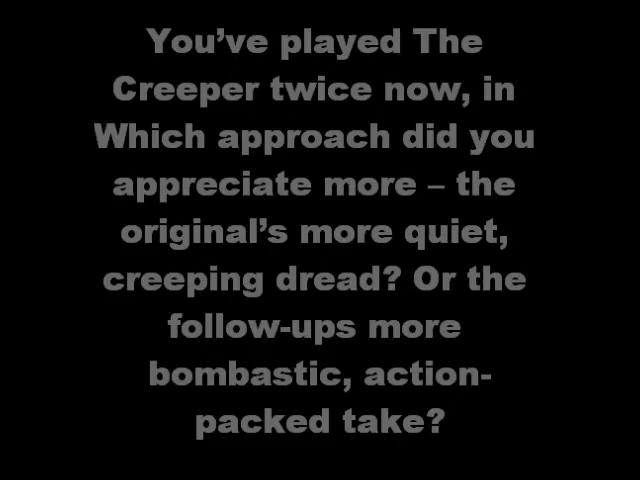 You’ve played The
Creeper twice now, in
Which approach did you
appreciate more – the
original’s more quiet,
creeping dread? Or the
follow-ups more
bombastic, action-
packed take?